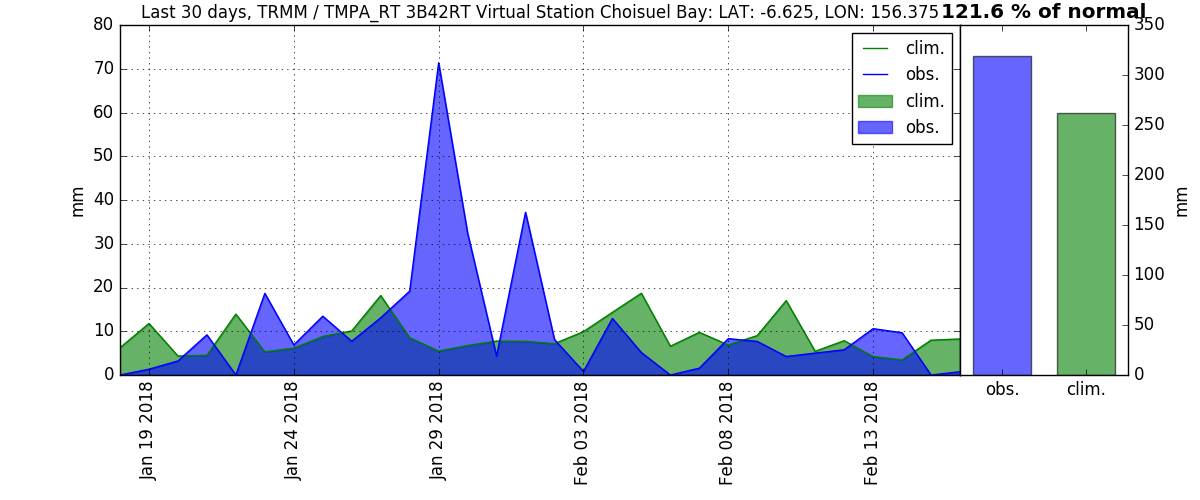 Last 30 days, TRMM / TMPA_RT 3B42RT Virtual Station Choisuel Bay: LAT: -6.625, LON: 156.375
121.6 % of normal
80
70
60
50
40
30
20
10
0
mm
clim.
obs.
clim.
obs.
Jan 19 2018
Jan 24 2018
Jan 29 2018
Feb 03 2018
Feb 08 2018
Feb 13 2018
350
300
250
200
150
100
50
0
mm
obs.
clim.